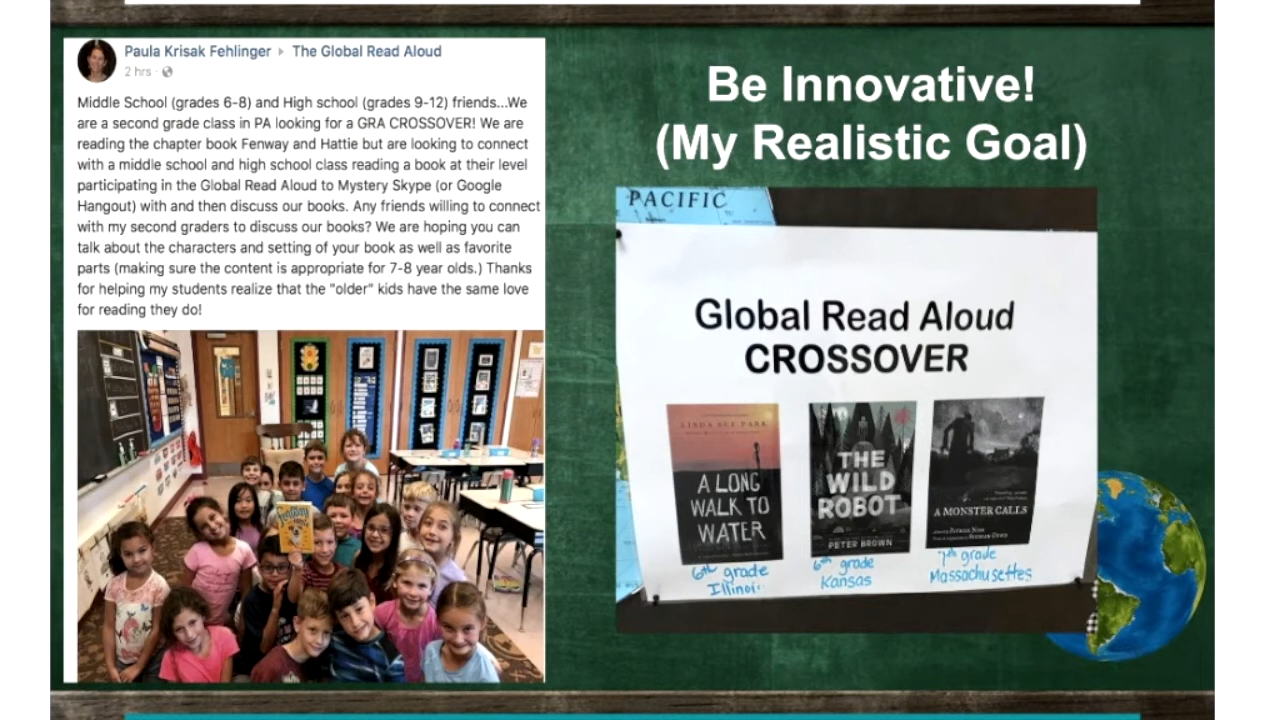 Paula Krisak Fehlinger ▸ The Global Read Aloud
2 hrs ·
Middle School (grades 6-8) and High school (grades 9-12) friends...We
are a second grade class in PA looking for a GRA CROSSOVER! We are
reading the chapter book Fenway and Hattie but are looking to connect
with a middle school and high school class reading a book at their level
participating in the Global Read Aloud to Mystery Skype (or Google
Hangout) with and then discuss our books. Any friends willing to connect
with my second graders to discuss our books? We are hoping you can
talk about the characters and setting of your book as well as favorite
parts (making sure the content is appropriate for 7-8 year olds.) Thanks
for helping my students realize that the "older" kids have the same love
for reading they do!
Fenway
Be Innovative!
(My Realistic Goal)
PACIFIC
Global Read Aloud
CROSSOVER
LINDA SUE PARK
A LONG
WALK TO
WATER
6th grade
Illinois
THE
WILD
ROBOT
PETER BROWN
6th grade
Kansas
A MONSTER CALLS
PATRICK NESS
7th grade
Massachusettes